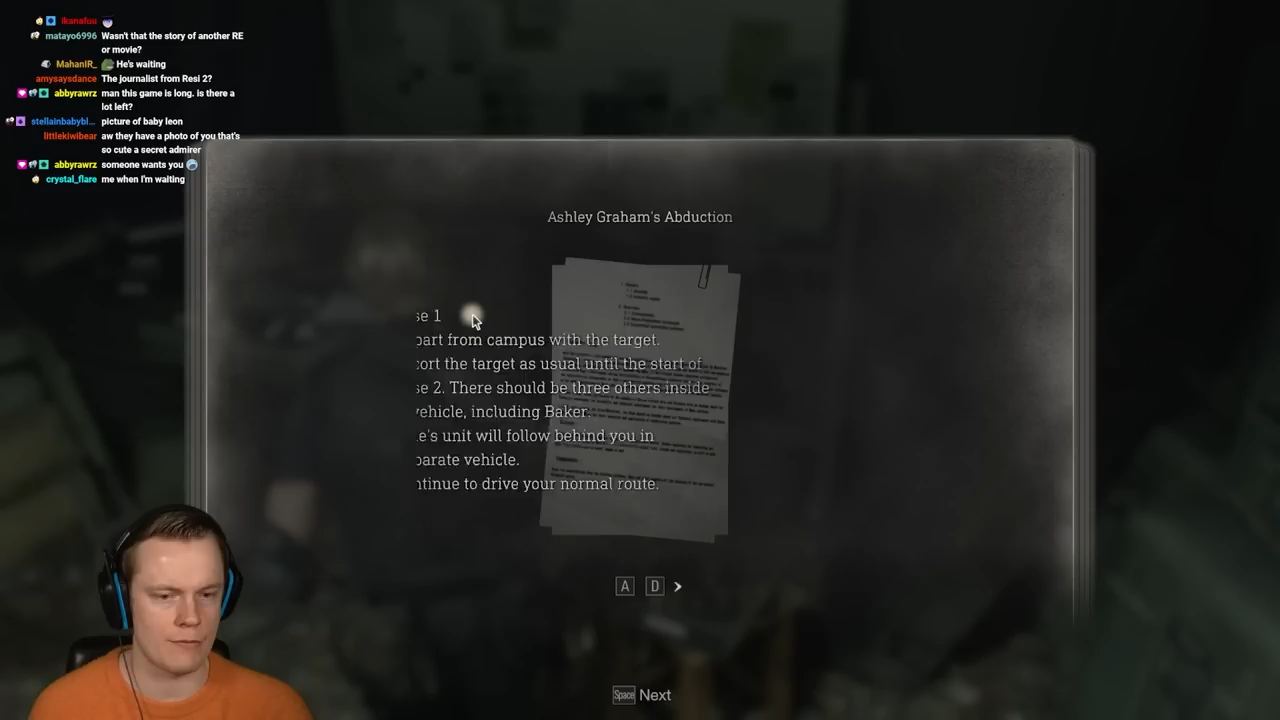 ikanafuu
matayo6996 Wasn't that the story of another RE
or movie?
MahanIR_ He's waiting
amysaysdance The journalist from Resi 2?
abbyrawrz man this game is long. is there a
lot left?
stellainbabybl... picture of baby leon
littlekiwibear aw they have a photo of you that's
so cute a secret admirer
abbyrawrz someone wants you
crystal_flare me when I'm waiting
Ashley Graham's Abduction
se 1
part from campus with the target.
cort the target as usual until the start of
se 2. There should be three others inside
vehicle, including Baker.
e's unit will follow behind you in
parate vehicle.
ntinue to drive your normal route.
A D >
Space Next